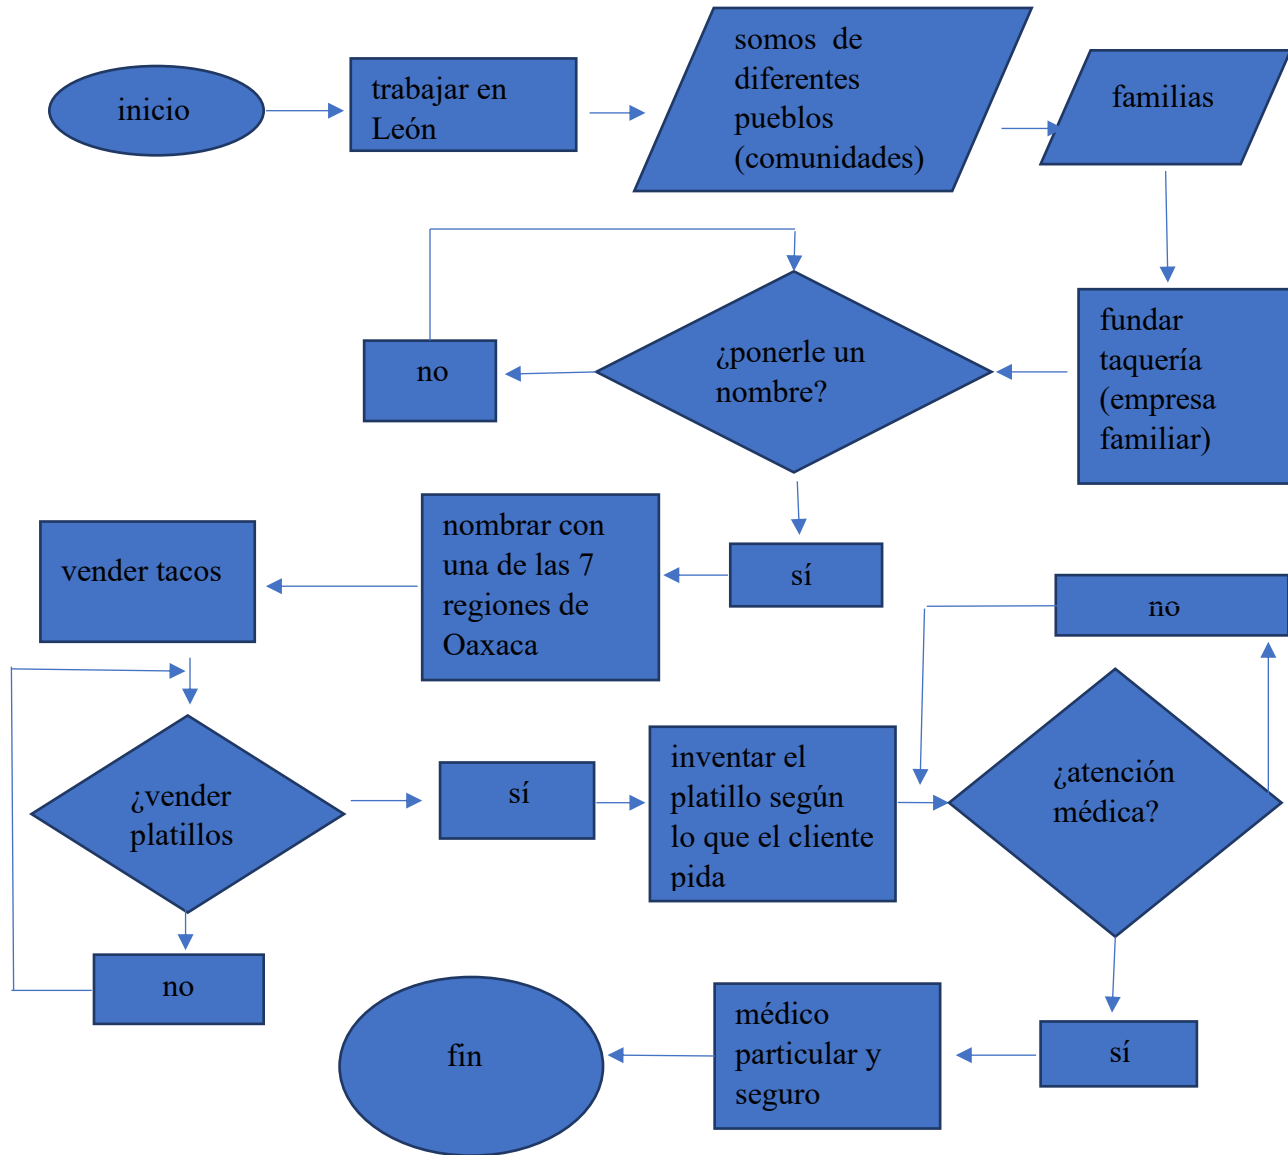 inicio
trabajar en
León
somos de
diferentes
pueblos
(comunidades)
familias
fundar
taquería
(empresa
familiar)
¿ponerle un
nombre?
no
sí
nombrar con
una de las 7
regiones de
Oaxaca
vender tacos
¿vender
platillos
no
sí
inventar el
platillo según
lo que el cliente
pida
¿atención
médica?
no
sí
médico
particular y
seguro
fin